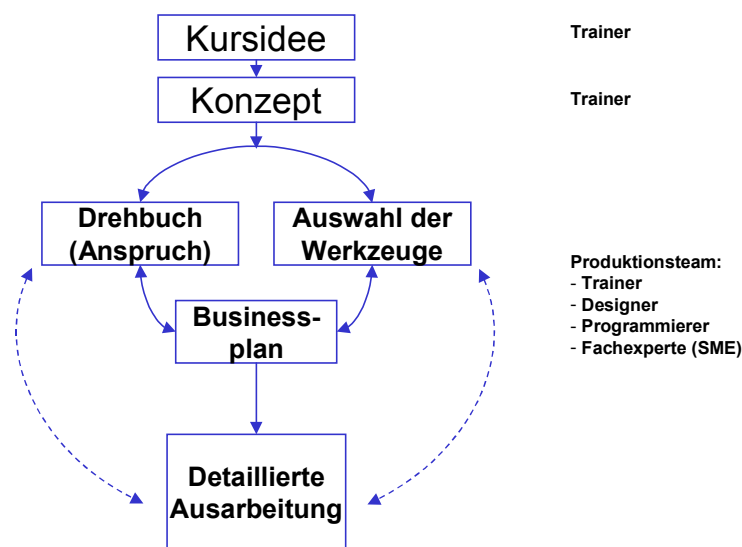 Kursidee
Trainer
Konzept
Trainer
Drehbuch
(Anspruch)
Auswahl der
Werkzeuge
Produktionsteam:
- Trainer
- Designer
- Programmierer
- Fachexperte (SME)
Business-
plan
Detaillierte
Ausarbeitung